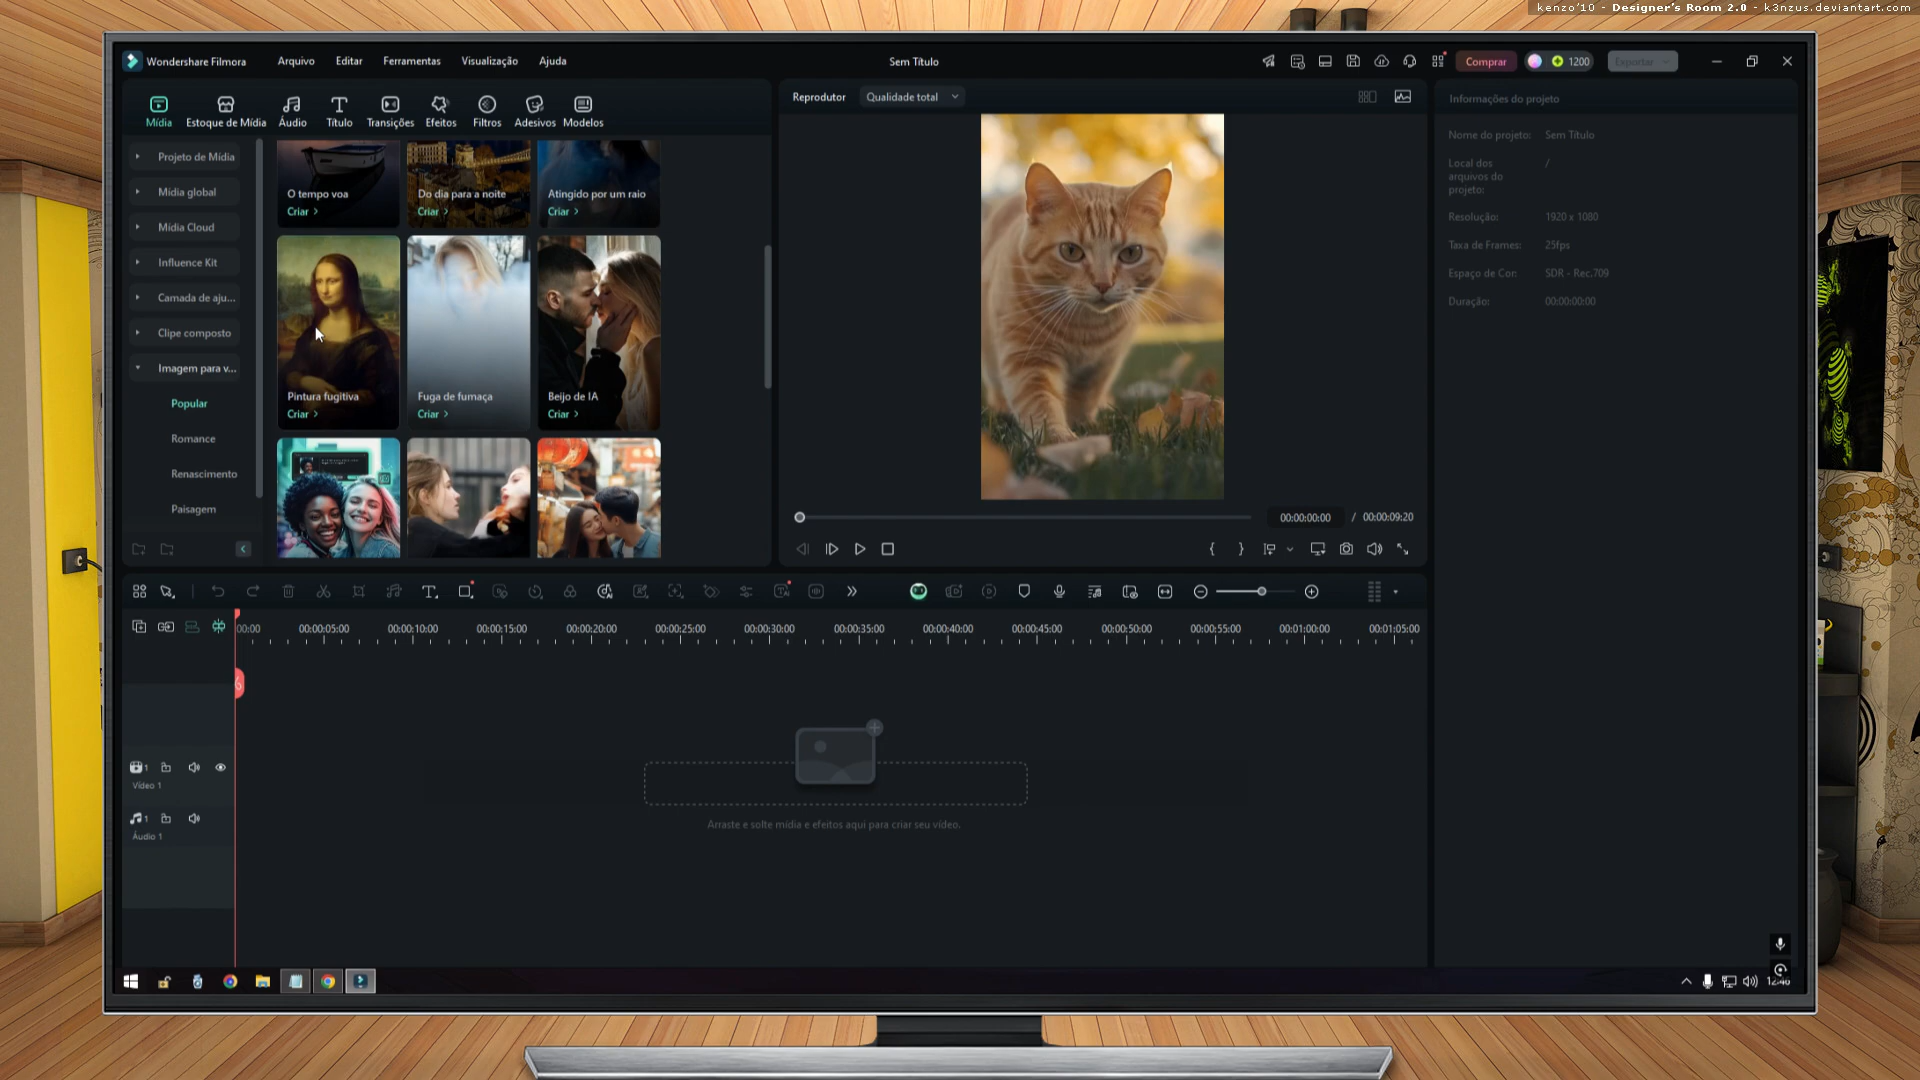 kenzo'10 - Designer's Room 2.0 - k3nzus.deviantart.com
Wondershare Filmora
Arquivo
Editar
Ferramentas
Visualização
Ajuda
Sem Título
Comprar
1200
Exportar
Mídia
Estoque de Mídia
Áudio
Título
Transições
Efeitos
Filtros
Adesivos
Modelos
Reprodutor
Qualidade total
Informações do projeto
Projeto de Mídia
Mídia global
Mídia Cloud
Influence Kit
Camada de aju...
Clipe composto
Imagem para v...
Popular
Romance
Renascimento
Paisagem
O tempo voa
Criar >
Do dia para a noite
Criar >
Atingido por um raio
Criar >
Pintura fugitiva
Criar >
Fuga de fumaça
Criar >
Beijo de IA
Criar >
Nome do projeto: Sem Título
Local dos arquivos do projeto: /
Resolução: 1920 x 1080
Taxa de Frames: 25fps
Espaço de Cor: SDR - Rec.709
Duração: 00:00:00:00
00:00:00:00 / 00:00:09:20
00:00
00:00:05:00
00:00:10:00
00:00:15:00
00:00:20:00
00:00:25:00
00:00:30:00
00:00:35:00
00:00:40:00
00:00:45:00
00:00:50:00
00:00:55:00
00:01:00:00
00:01:05:00
1
Vídeo 1
1
Áudio 1
Arraste e solte mídia e efeitos aqui para criar seu vídeo.
12:46